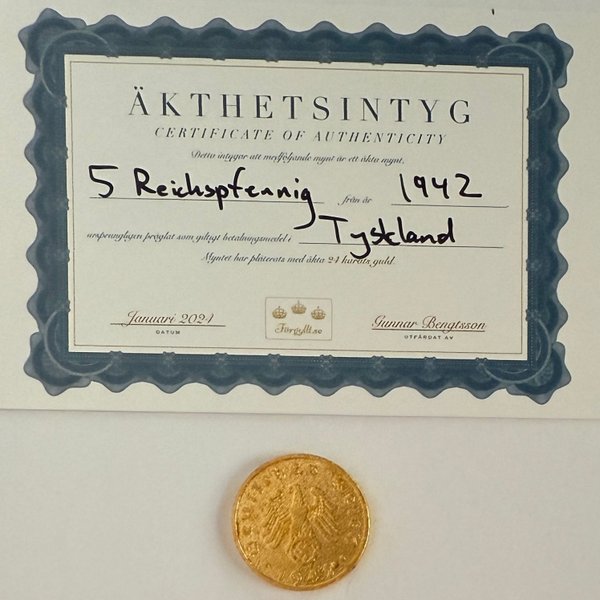 ÄKTHETSINTYG
CERTIFICATE OF AUTHENTICITY
Detta intygar att medföljande mynt är ett äkta mynt.
5 Reichspfennig från år 1942
ursprungligen präglat som giltigt betalningsmedel i Tyskland
Myntet har pläterats med äkta 24 karats guld.
Januari 2024
DATUM
Förgyllt.se
Gunnar Bengtsson
UTFÄRDAT AV